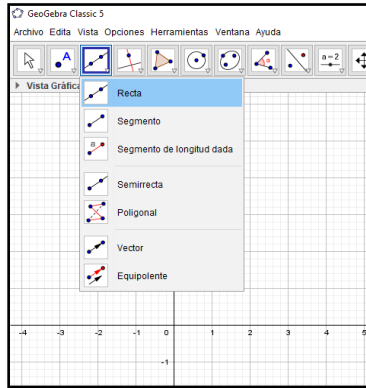 GeoGebra Classic 5
Archivo Edita Vista Opciones Herramientas Ventana Ayuda
A a a=2
Vista Gráfica
Recta
Segmento
a
Segmento de longitud dada
Semirrecta
Poligonal
Vector
Equipolente
-4 -3 -2 -1 0 1 2 3 4 5
-1